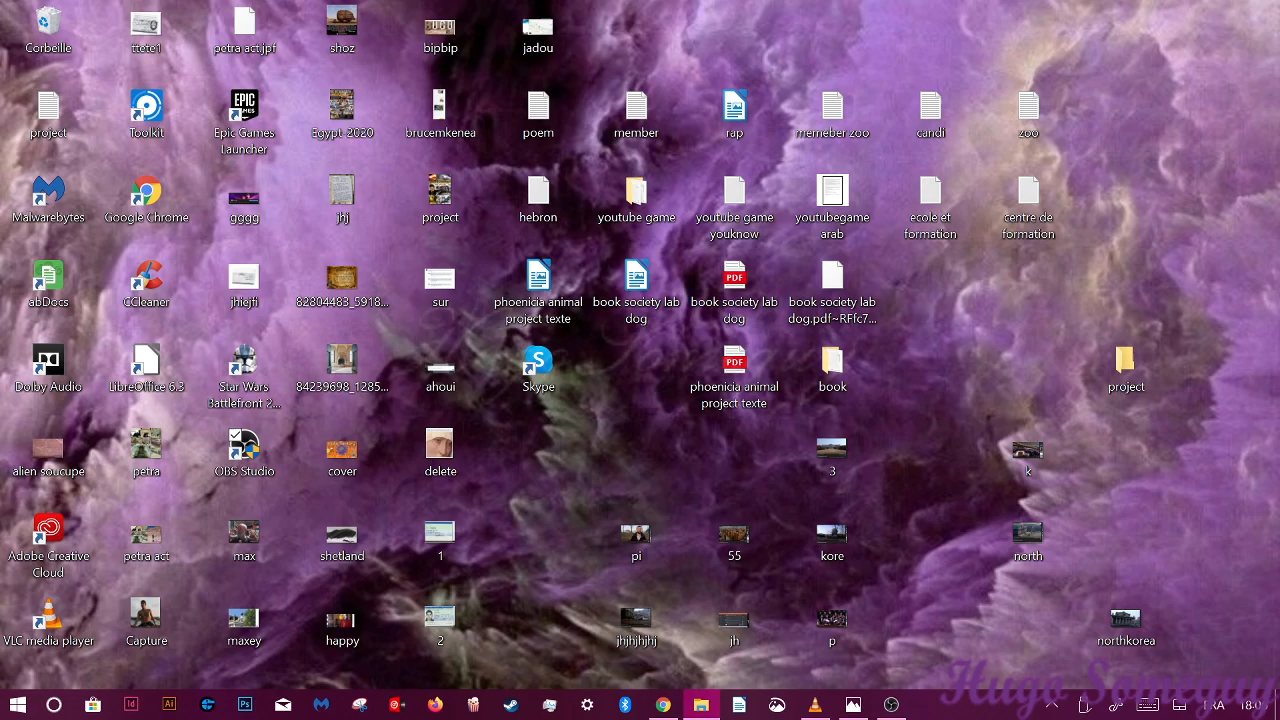 Corbeille
ttete1
petra act.jpf
shoz
bipbip
jadou
project
Toolkit
Epic Games
Launcher
Egypt-2020
brucemkenea
poem
member
rap
memeber zoo
candi
zoo
Malwarebytes
Google Chrome
gggg
jhj
project
hebron
youtube game
youtube game
youknow
youtubegame
arab
ecole et
formation
centre de
formation
abDocs
CCleaner
jhiejfi
82804483_5918...
sur
phoenicia animal
project texte
book society lab
dog
book society lab
dog
book society lab
dog.pdf~RFfc7...
Dolby Audio
LibreOffice 6.3
Star Wars
Battlefront 2...
84239698_1285...
ahoui
Skype
phoenicia animal
project texte
book
project
alien soucupe
petra
OBS Studio
cover
delete
3
k
Adobe Creative
Cloud
petra act
max
shetland
1
pi
55
kore
north
VLC media player
Capture
maxey
happy
2
jhjhjhjhj
jh
p
northkorea
Hugo Someguy
FRA